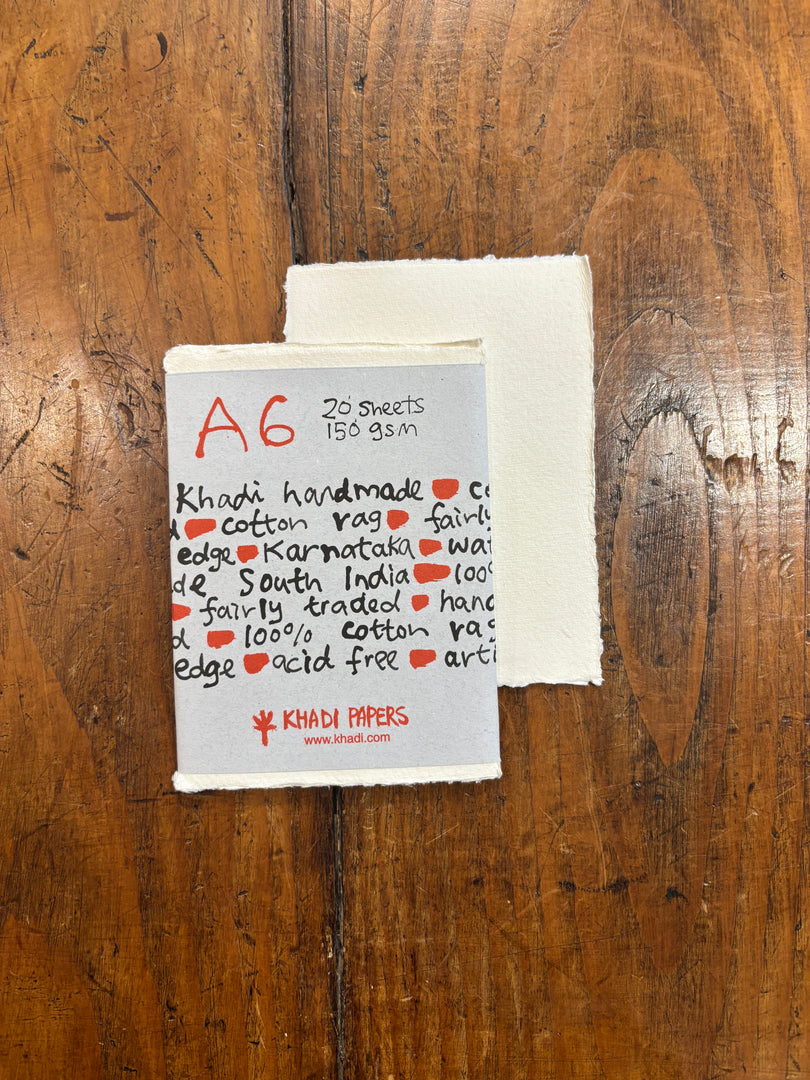 A6
20 sheets
150 gsm
Khadi handmade
cotton rag fairly
edge Karnataka
South India 100%
fairly traded
100% cotton rag
edge acid free
KHADI PAPERS
www.khadi.com